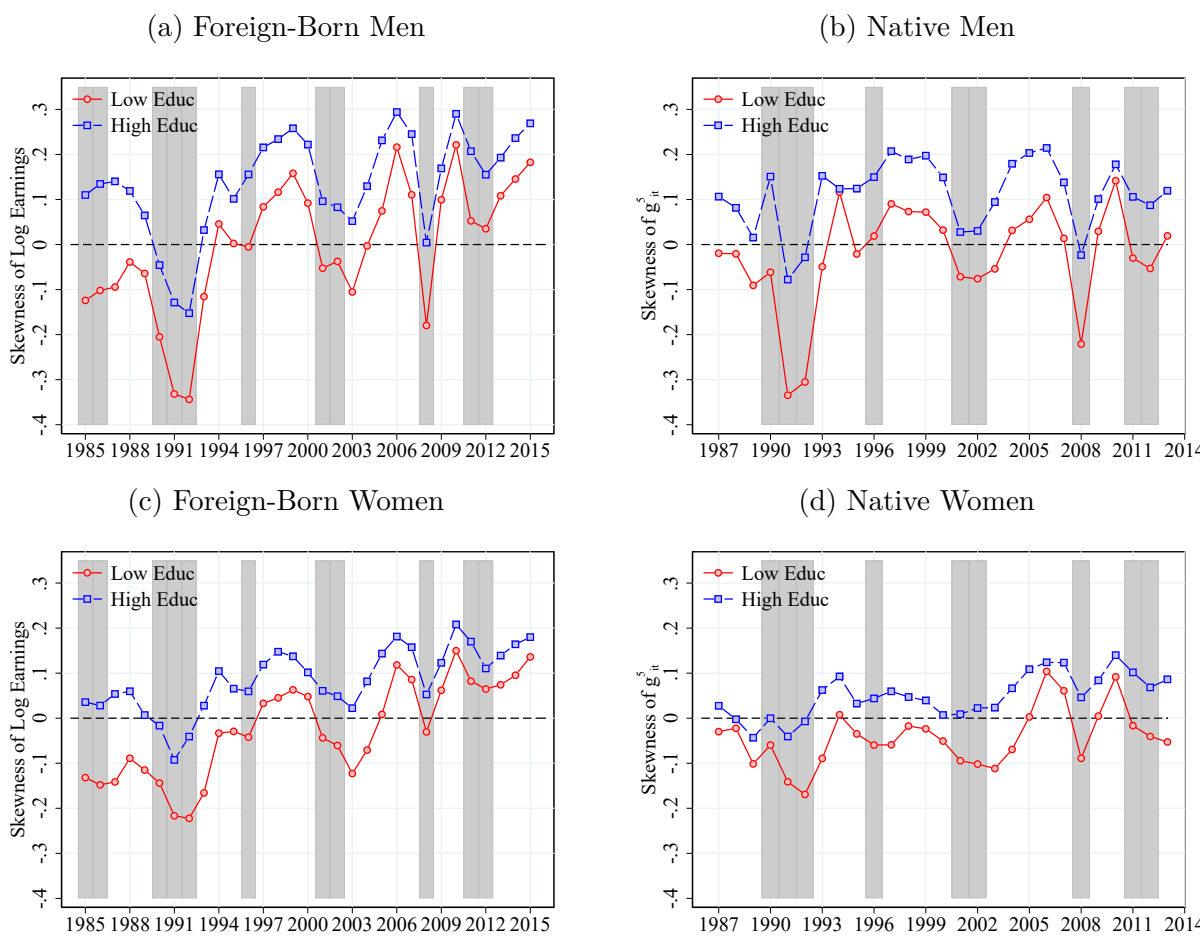 (a) Foreign-Born Men
Low Educ
High Educ
Skewness of Log Earnings
.3
.2
.1
0
-.1
-.2
-.3
-.4
1985 1988 1991 1994 1997 2000 2003 2006 2009 2012 2015
(b) Native Men
Low Educ
High Educ
Skewness of g⁵ᵢₜ
.3
.2
.1
0
-.1
-.2
-.3
-.4
1987 1990 1993 1996 1999 2002 2005 2008 2011 2014
(c) Foreign-Born Women
Low Educ
High Educ
Skewness of Log Earnings
.3
.2
.1
0
-.1
-.2
-.3
-.4
1985 1988 1991 1994 1997 2000 2003 2006 2009 2012 2015
(d) Native Women
Low Educ
High Educ
Skewness of g⁵ᵢₜ
.3
.2
.1
0
-.1
-.2
-.3
-.4
1987 1990 1993 1996 1999 2002 2005 2008 2011 2014